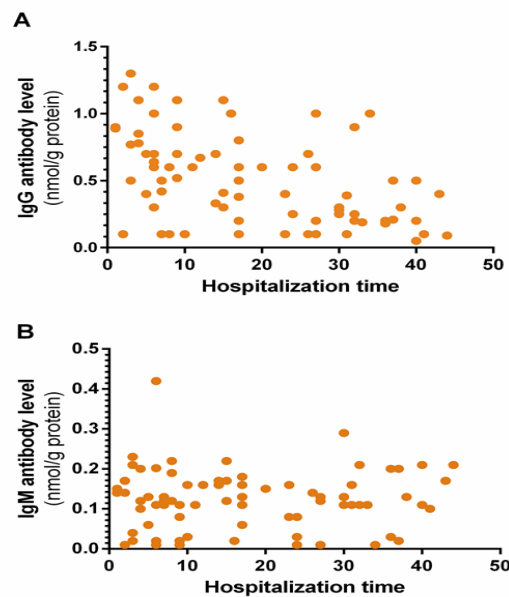 A
IgG antibody level
(nmol/g protein)
1.5
1.0
0.5
0.0
0 10 20 30 40 50
Hospitalization time
B
IgM antibody level
(nmol/g protein)
0.5
0.4
0.3
0.2
0.1
0.0
0 10 20 30 40 50
Hospitalization time